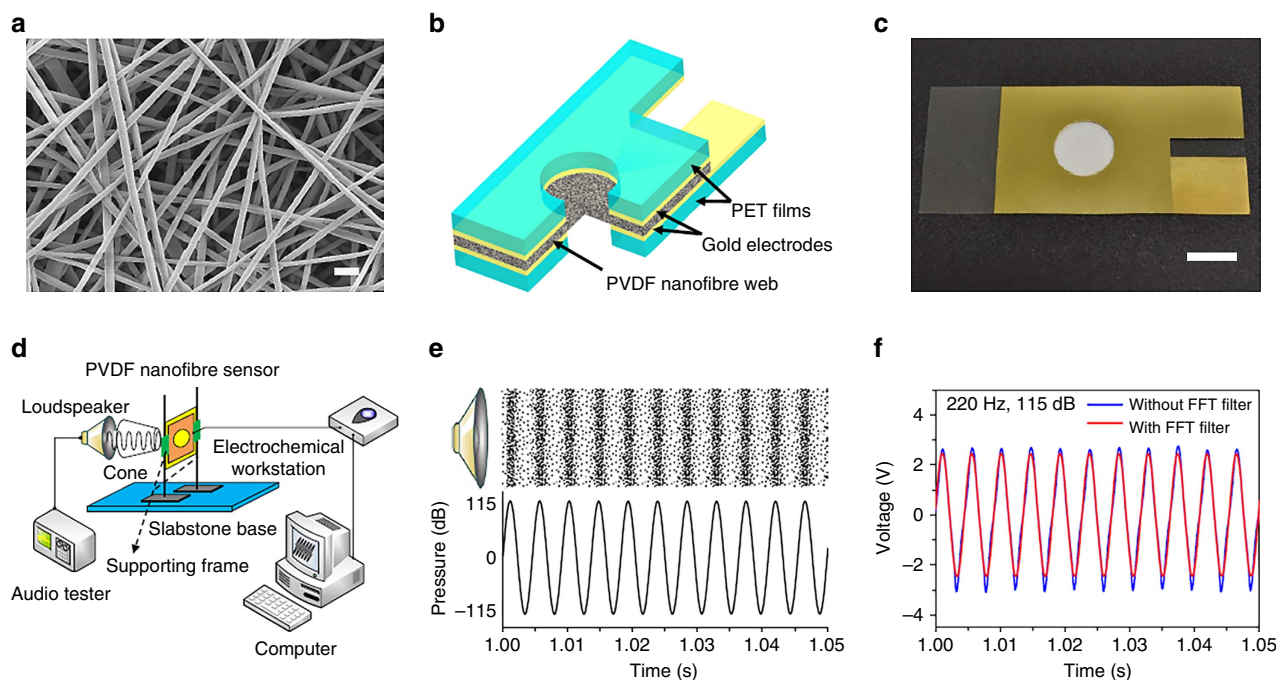 a
b
c
PET films
Gold electrodes
PVDF nanofibre web
d
PVDF nanofibre sensor
Loudspeaker
Cone
Electrochemical
workstation
Slabstone base
Supporting frame
Audio tester
Computer
e
115
0
–115
Pressure (dB)
1.00 1.01 1.02 1.03 1.04 1.05
Time (s)
f
220 Hz, 115 dB
Without FFT filter
With FFT filter
4
2
0
–2
–4
Voltage (V)
1.00 1.01 1.02 1.03 1.04 1.05
Time (s)